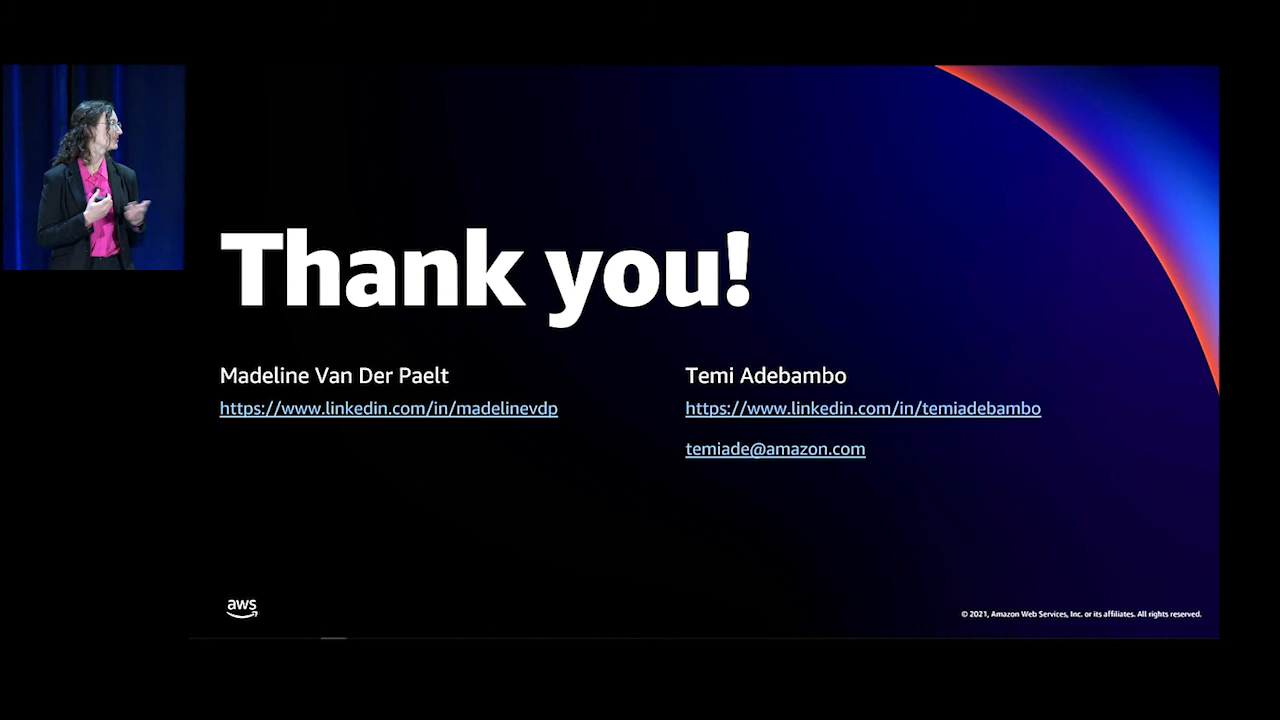 Thank you!
Madeline Van Der Paelt
https://www.linkedin.com/in/madelinevdp
Temi Adebambo
https://www.linkedin.com/in/temiadebambo
temiade@amazon.com
aws
© 2021, Amazon Web Services, Inc. or its affiliates. All rights reserved.